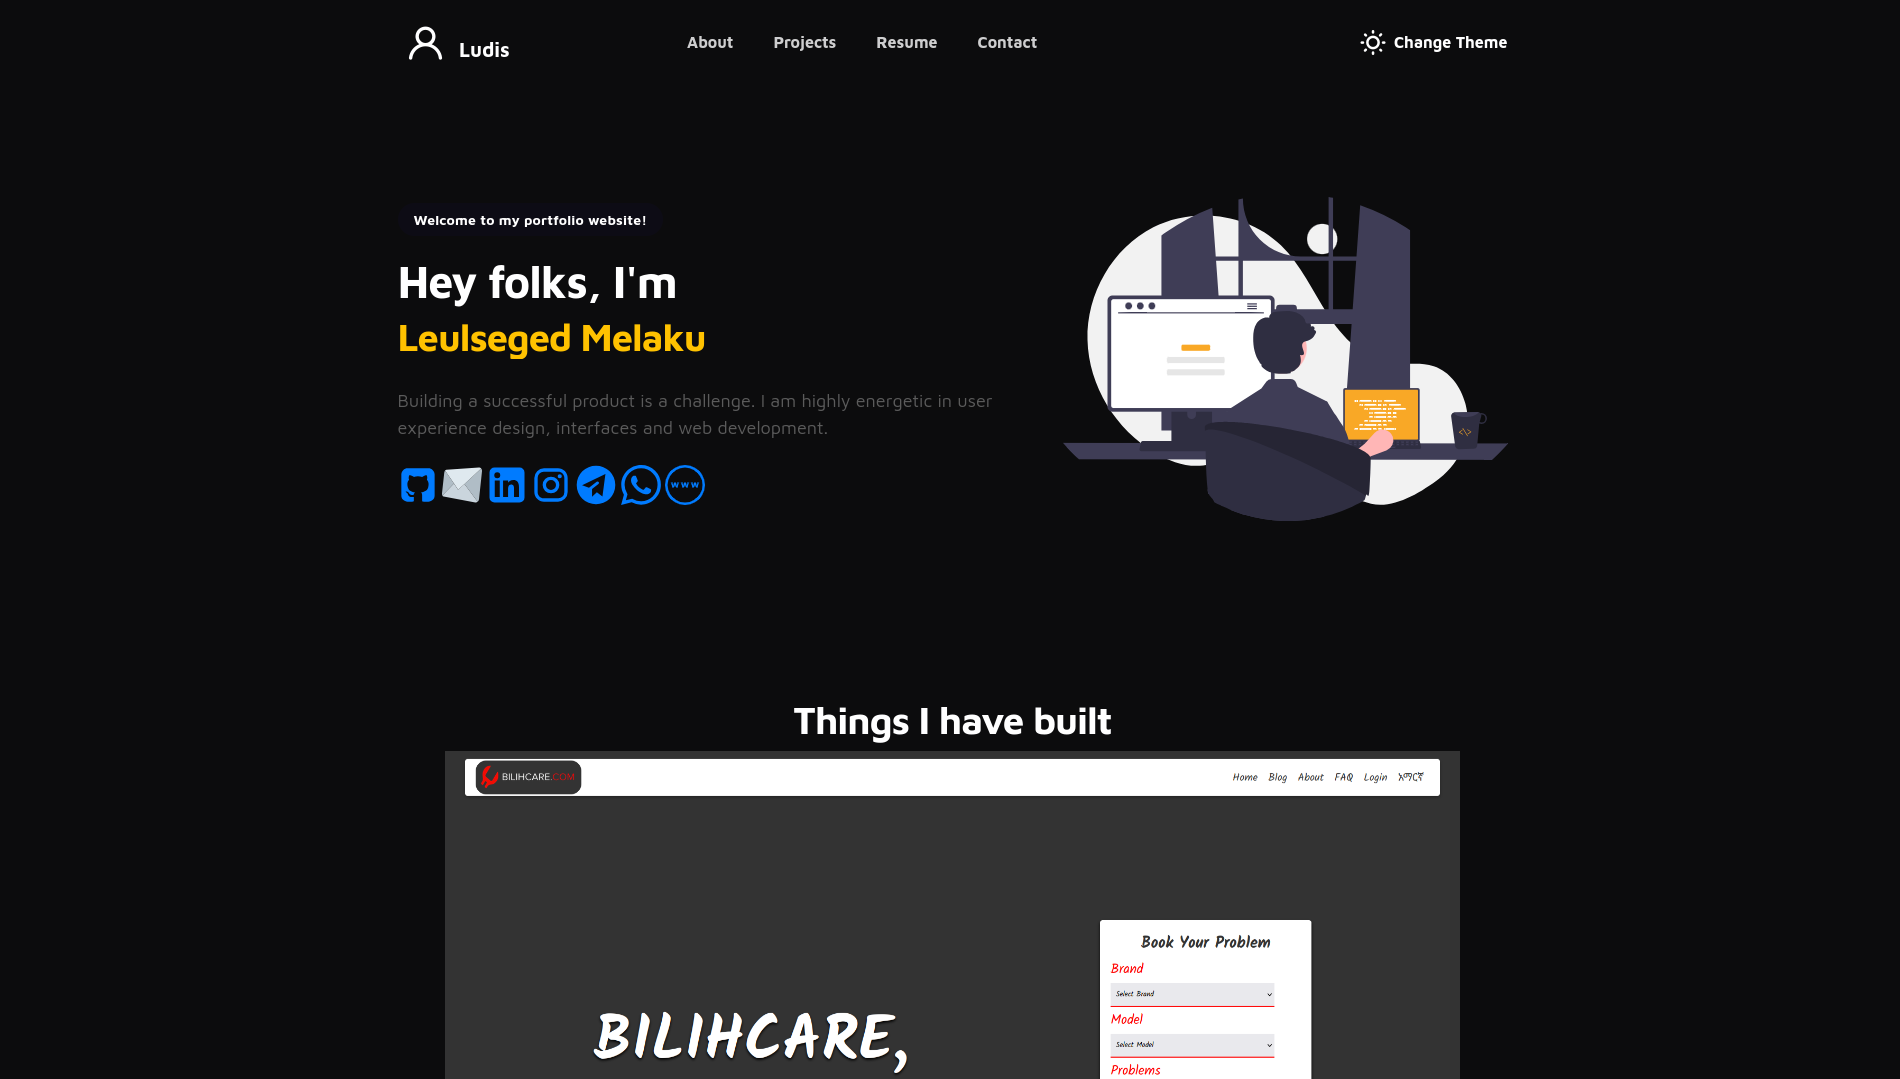 Ludis
About Projects Resume Contact
Change Theme
Welcome to my portfolio website!
Hey folks, I'm
Leulseged Melaku
Building a successful product is a challenge. I am highly energetic in user
experience design, interfaces and web development.
WWW
</>
Things I have built
BILIHCARE.COM
Home Blog About FAQ Login አማርኛ
Book Your Problem
Brand
Select Brand
Model
Select Model
Problems
BILIHCARE,